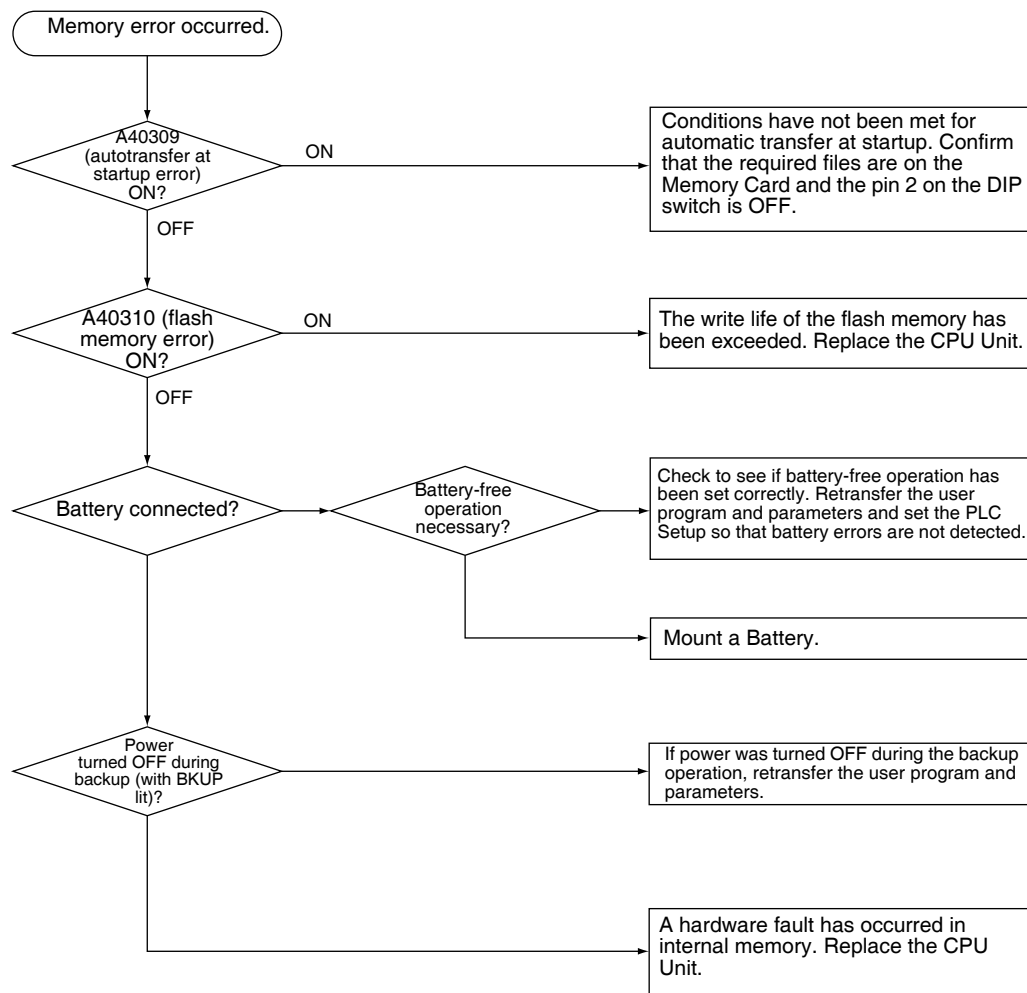 Memory error occurred.
A40309
(autotransfer at
startup error)
ON?
ON
Conditions have not been met for
automatic transfer at startup. Confirm
that the required files are on the
Memory Card and the pin 2 on the DIP
switch is OFF.
OFF
A40310 (flash
memory error)
ON?
ON
The write life of the flash memory has
been exceeded. Replace the CPU Unit.
OFF
Battery connected?
Battery-free
operation
necessary?
Check to see if battery-free operation has
been set correctly. Retransfer the user
program and parameters and set the PLC
Setup so that battery errors are not detected.
Mount a Battery.
Power
turned OFF during
backup (with BKUP
lit)?
If power was turned OFF during the backup
operation, retransfer the user program and
parameters.
A hardware fault has occurred in
internal memory. Replace the CPU
Unit.